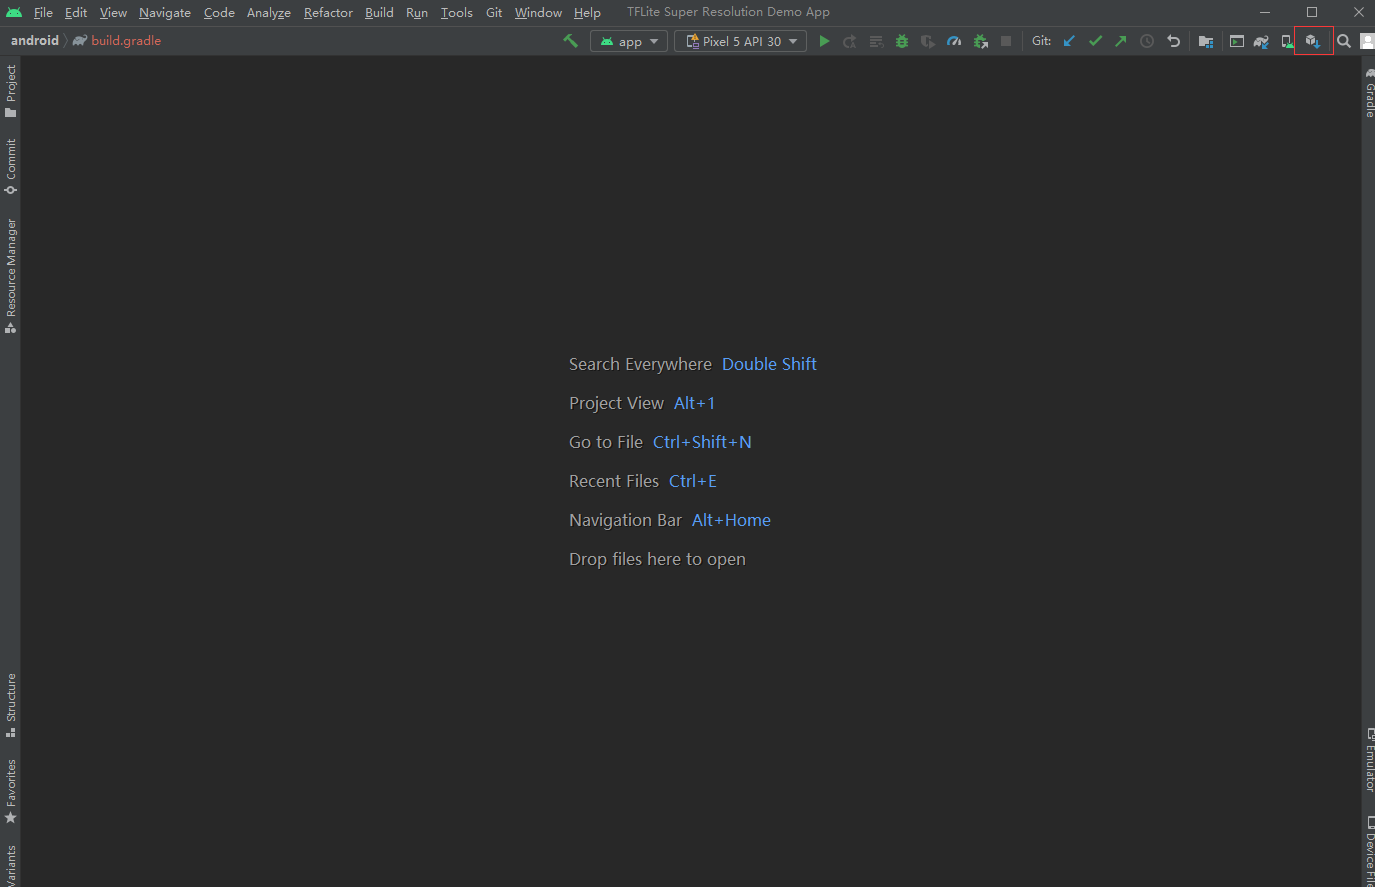 File Edit View Navigate Code Analyze Refactor Build Run Tools Git Window Help TFLite Super Resolution Demo App
android build.gradle app Pixel 5 API 30 Git:
Project
Commit
Resource Manager
Structure
Favorites
Variants
Search Everywhere Double Shift
Project View Alt+1
Go to File Ctrl+Shift+N
Recent Files Ctrl+E
Navigation Bar Alt+Home
Drop files here to open
Gradle
Emulator
Device File